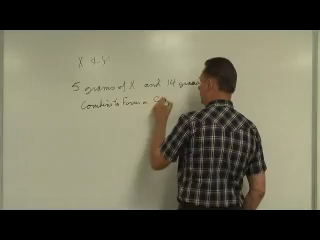 X & Y
5 grams of X and 14 grams
Combine to form a